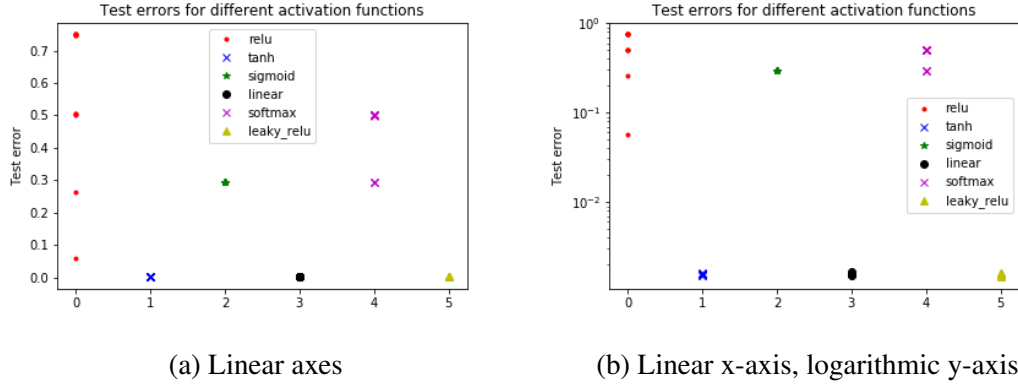 Test errors for different activation functions
0.7
0.6
0.5
0.4
0.3
0.2
0.1
0.0
Test error
relu
tanh
sigmoid
linear
softmax
leaky_relu
0 1 2 3 4 5
(a) Linear axes
Test errors for different activation functions
10⁰
10⁻¹
10⁻²
Test error
relu
tanh
sigmoid
linear
softmax
leaky_relu
0 1 2 3 4 5
(b) Linear x-axis, logarithmic y-axis